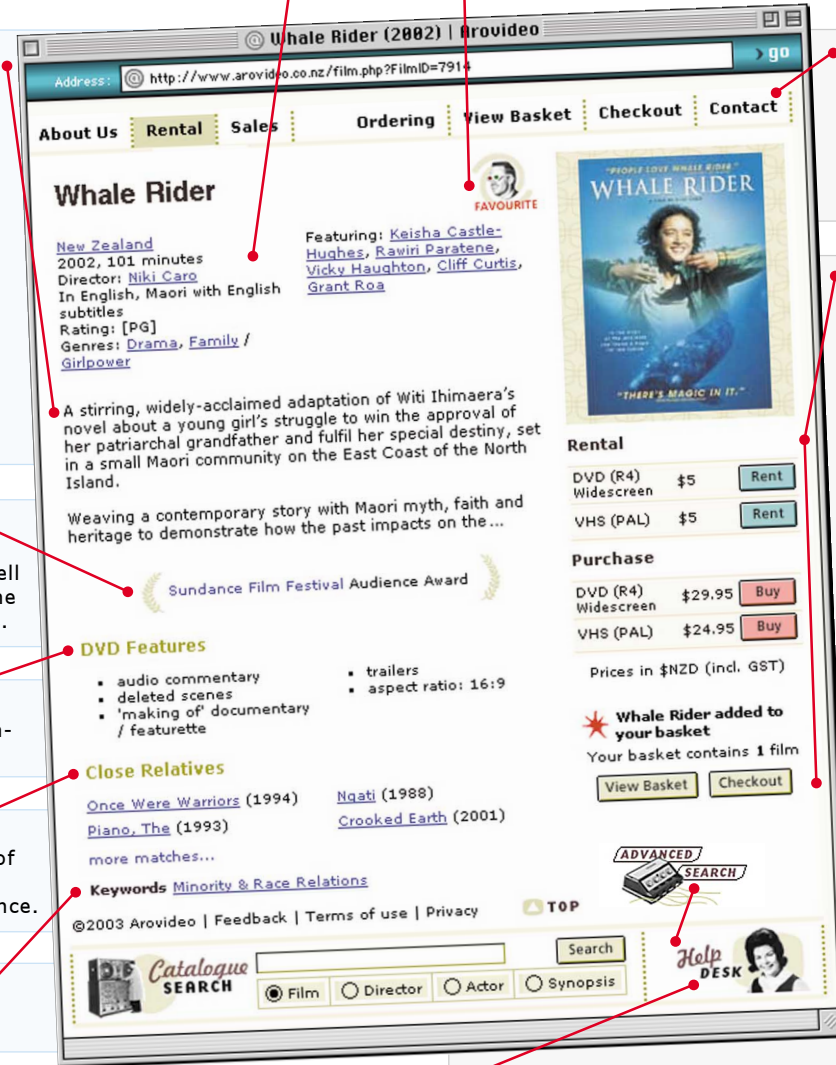 @ Whale Rider (2002) | Arovideo
Address: @ http://www.arovideo.co.nz/film.php?FilmID=7914 › go
About Us Rental Sales Ordering View Basket Checkout Contact
Whale Rider
FAVOURITE
New Zealand
2002, 101 minutes
Director: Niki Caro
In English, Maori with English
subtitles
Rating: [PG]
Genres: Drama, Family /
Girlpower
Featuring: Keisha Castle-
Hughes, Rawiri Paratene,
Vicky Haughton, Cliff Curtis,
Grant Roa
"PEOPLE LOVE WHALE RIDER."
WHALE RIDER
"THERE'S MAGIC IN IT."
A stirring, widely-acclaimed adaptation of Witi Ihimaera's
novel about a young girl's struggle to win the approval of
her patriarchal grandfather and fulfil her special destiny, set
in a small Maori community on the East Coast of the North
Island.
Weaving a contemporary story with Maori myth, faith and
heritage to demonstrate how the past impacts on the...
Sundance Film Festival Audience Award
DVD Features
▪ audio commentary
▪ deleted scenes
▪ 'making of' documentary
/ featurette
▪ trailers
▪ aspect ratio: 16:9
Close Relatives
Once Were Warriors (1994)
Piano, The (1993)
Ngati (1988)
Crooked Earth (2001)
more matches...
Keywords Minority & Race Relations
Rental
DVD (R4)
Widescreen $5 Rent
VHS (PAL) $5 Rent
Purchase
DVD (R4)
Widescreen $29.95 Buy
VHS (PAL) $24.95 Buy
Prices in $NZD (incl. GST)
Whale Rider added to
your basket
Your basket contains 1 film
View Basket Checkout
ADVANCED
SEARCH
©2003 Arovideo | Feedback | Terms of use | Privacy
TOP
Catalogue
SEARCH
Search
Film Director Actor Synopsis
Help
DESK
ell
ne
.
n-
of
nce.